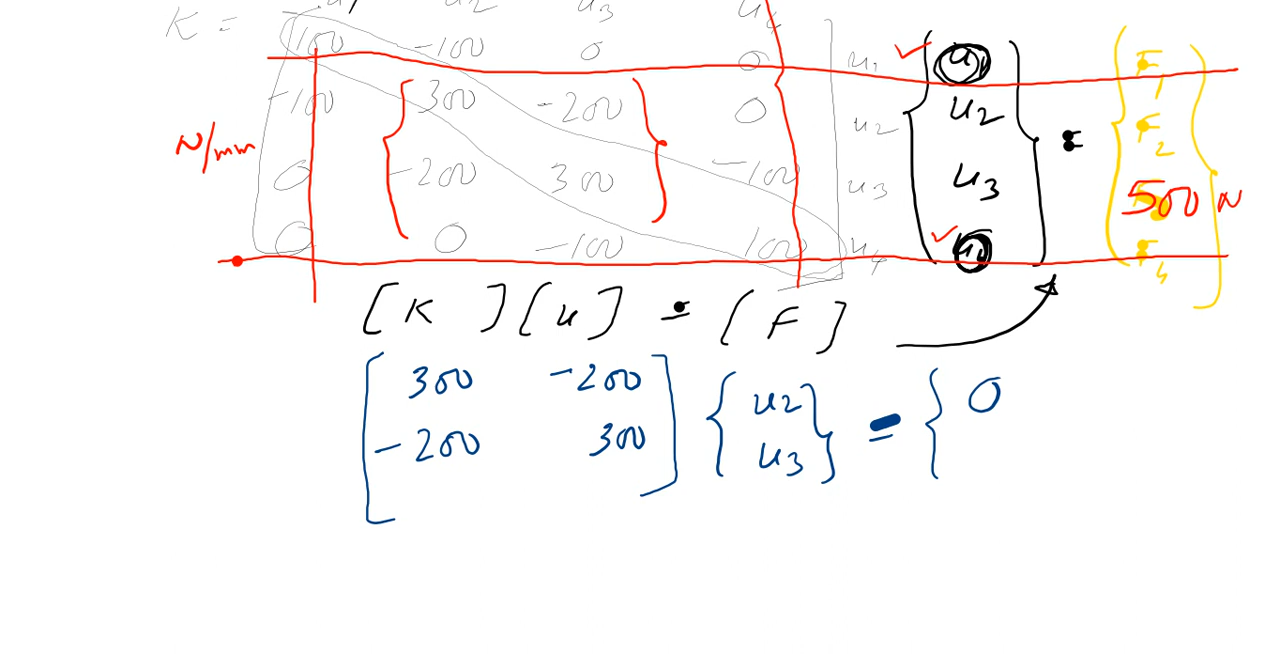 K = u1 u2 u3 u4
100 -100 0 0 u1 u1 F1
-100 300 -200 0 u2 u2 = F2
N/mm
0 -200 300 -100 u3 u3 500 N
0 0 -100 100 u4 u4 F4
[K] [u] = [F]
300 -200 u2 = 0
-200 300 u3